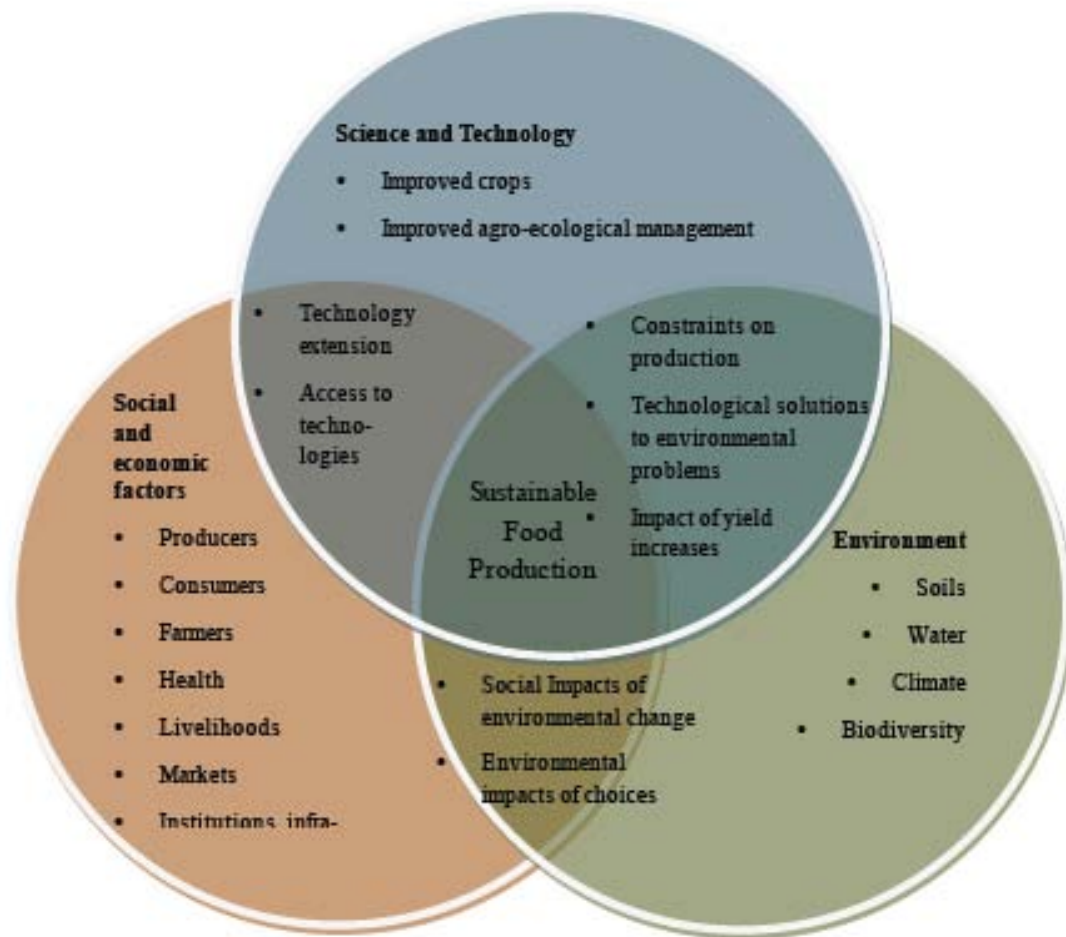 Science and Technology
▪ Improved crops
▪ Improved agro-ecological management
▪ Technology
extension
▪ Access to
techno-
logies
▪ Constraints on
production
▪ Technological solutions
to environmental
problems
▪ Impact of yield
increases
Social
and
economic
factors
▪ Producers
▪ Consumers
▪ Farmers
▪ Health
▪ Livelihoods
▪ Markets
▪ Institutions, infra-
Sustainable
Food
Production
Environment
▪ Soils
▪ Water
▪ Climate
▪ Biodiversity
▪ Social Impacts of
environmental change
▪ Environmental
impacts of choices